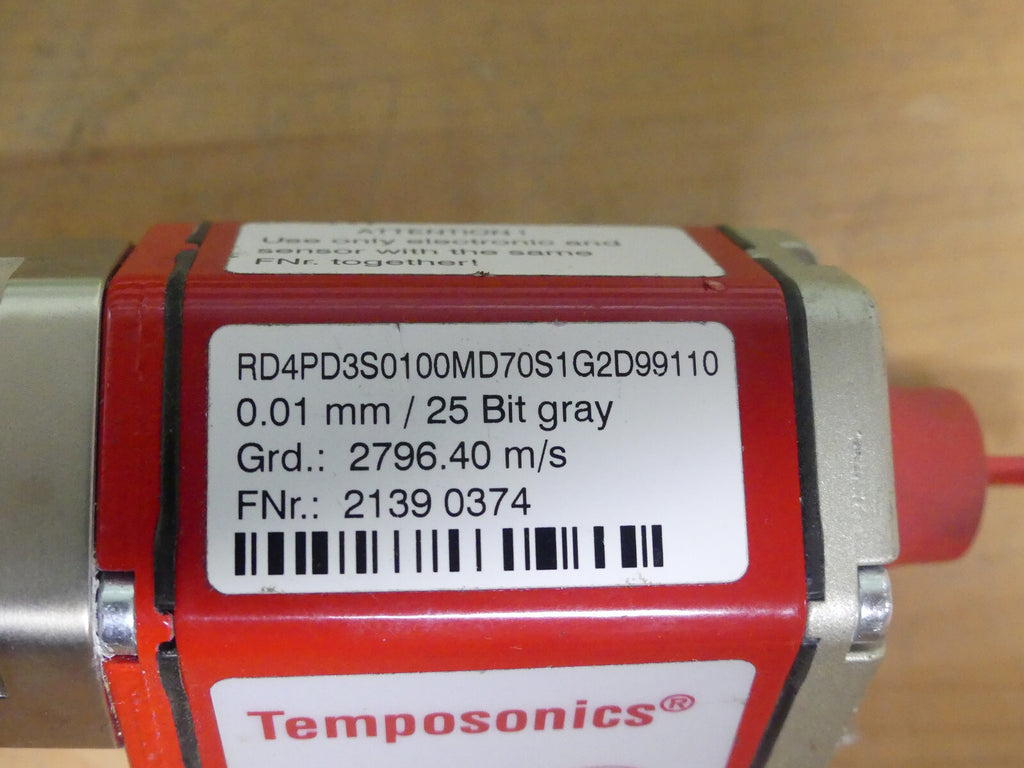 ATTENTION !
Use only electronic and
sensor with the same
FNr. together!
RD4PD3S0100MD70S1G2D99110
0.01 mm / 25 Bit gray
Grd.: 2796.40 m/s
FNr.: 2139 0374
Temposonics®